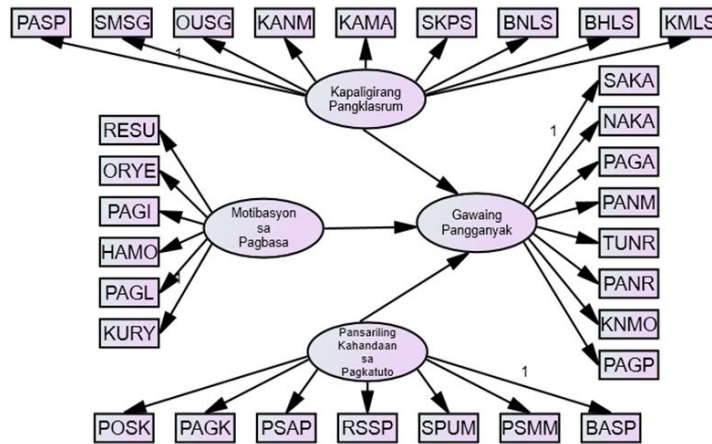 PASP SMSG OUSG KANM KAMA SKPS BNLS BHLS KMLS
1
Kapaligirang
Pangklasrum
SAKA
1
NAKA
PAGA
PANM
TUNR
PANR
KNMO
PAGP
RESU
ORYE
PAGI
HAMO
PAGL
1
KURY
Motibasyon
sa
Pagbasa
Gawaing
Pangganyak
Pansariling
Kahandaan
sa
Pagkatuto
1
POSK PAGK PSAP RSSP SPUM PSMM BASP